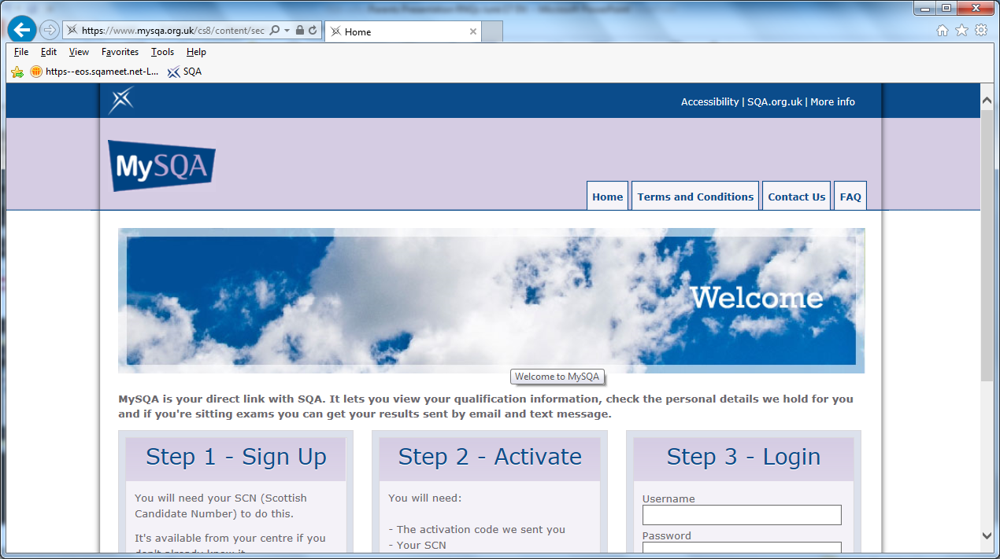 https://www.mysqa.org.uk/cs8/content/sec
Home
File Edit View Favorites Tools Help
https--eos.sqameet.net-L... SQA
Accessibility | SQA.org.uk | More info
MySQA
Home Terms and Conditions Contact Us FAQ
Welcome
Welcome to MySQA
MySQA is your direct link with SQA. It lets you view your qualification information, check the personal details we hold for you
and if you're sitting exams you can get your results sent by email and text message.
Step 1 - Sign Up
You will need your SCN (Scottish
Candidate Number) to do this.
It's available from your centre if you
don't already know it
Step 2 - Activate
You will need:
- The activation code we sent you
- Your SCN
Step 3 - Login
Username
Password